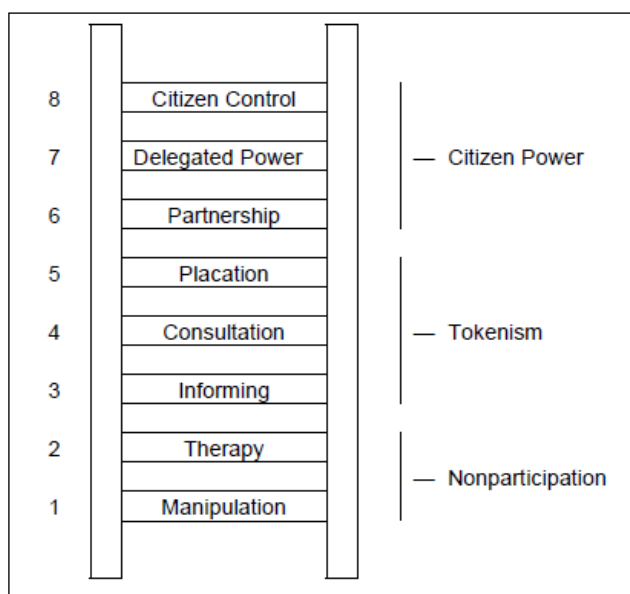 8 Citizen Control
7 Delegated Power — Citizen Power
6 Partnership
5 Placation
4 Consultation — Tokenism
3 Informing
2 Therapy
— Nonparticipation
1 Manipulation